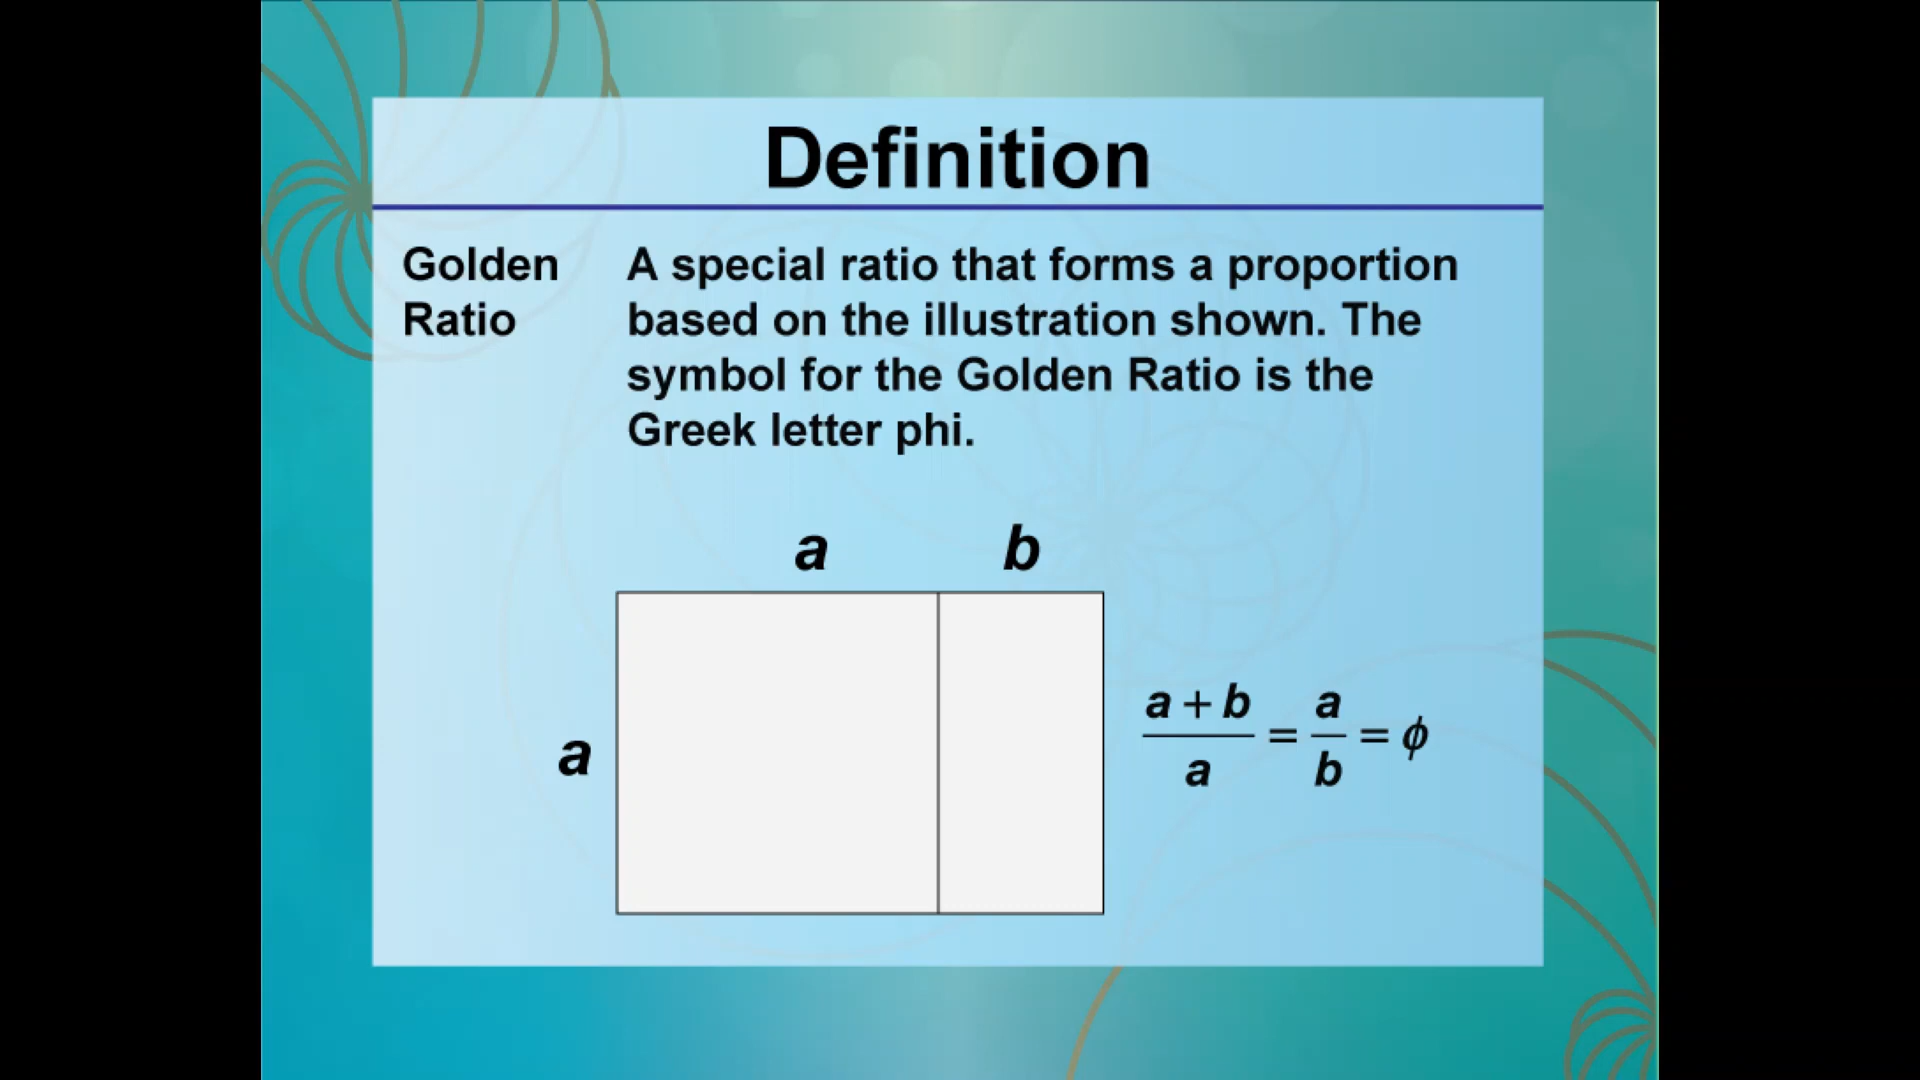 Definition
Golden Ratio
A special ratio that forms a proportion
based on the illustration shown. The
symbol for the Golden Ratio is the
Greek letter phi.
a b
a
a + b / a = a / b = ϕ